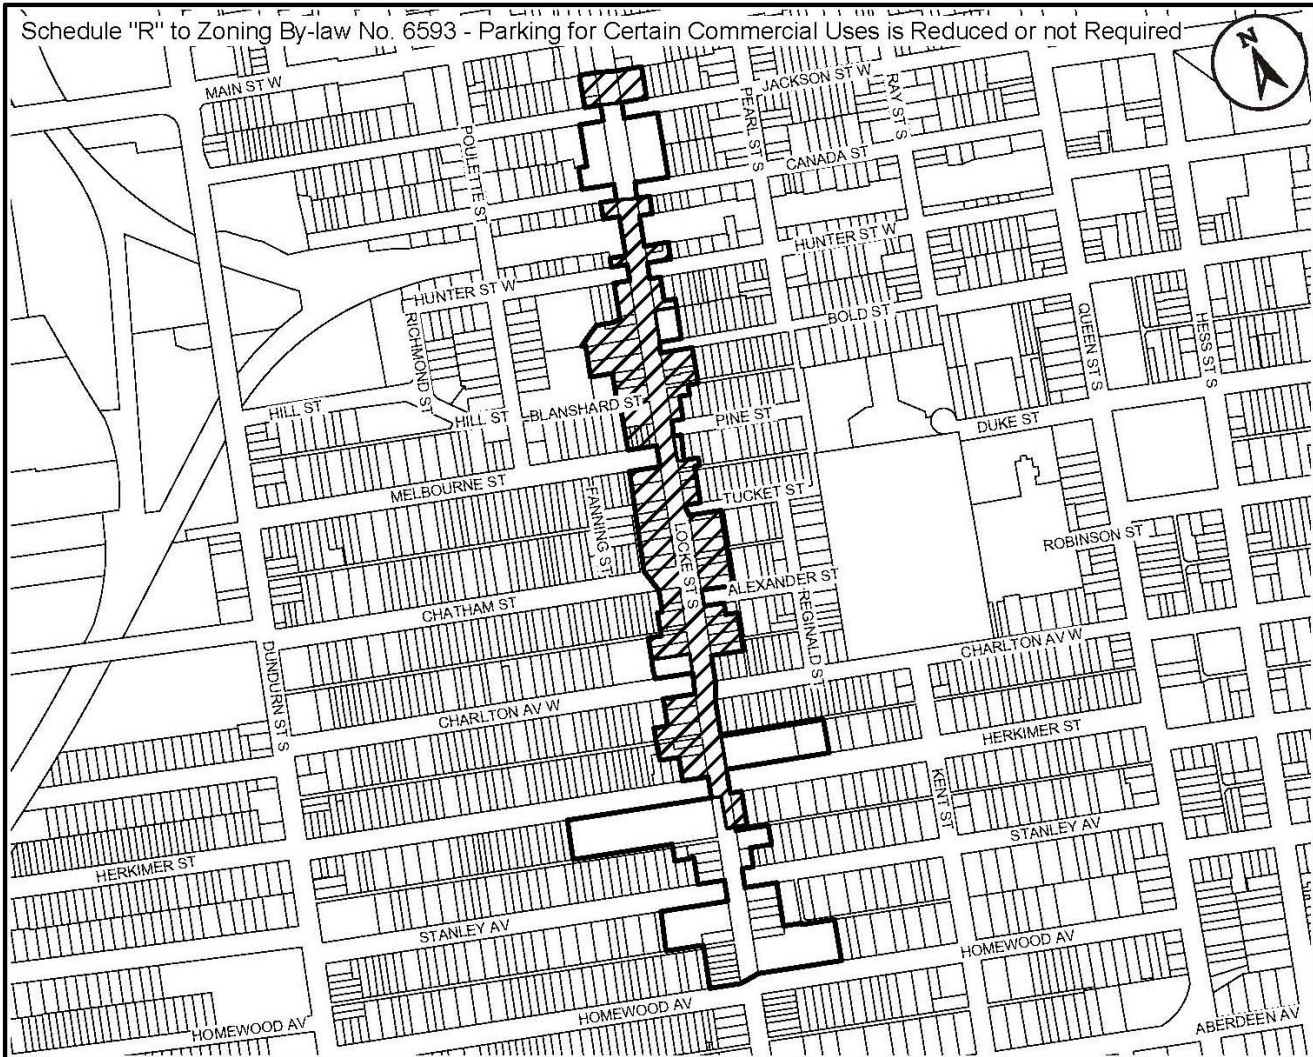 Schedule "R" to Zoning By-law No. 6593 - Parking for Certain Commercial Uses is Reduced or not Required
N
MAIN ST W
JACKSON ST W
RAY ST S
PEARL ST S
POULETTE ST
CANADA ST
HUNTER ST W
HUNTER ST W
RICHMOND ST
BOLD ST
QUEEN ST S
HESS ST S
HILL ST
HILL ST
BLANSHARD ST
PINE ST
DUKE ST
MELBOURNE ST
FANNING ST
TUCKET ST
LOCKE ST S
ROBINSON ST
ALEXANDER ST
CHATHAM ST
REGINALD ST
DUNDURN ST S
CHARLTON AV W
CHARLTON AV W
HERKIMER ST
KENT ST
STANLEY AV
HERKIMER ST
STANLEY AV
HOMEWOOD AV
HOMEWOOD AV
HOMEWOOD AV
ABERDEEN AV